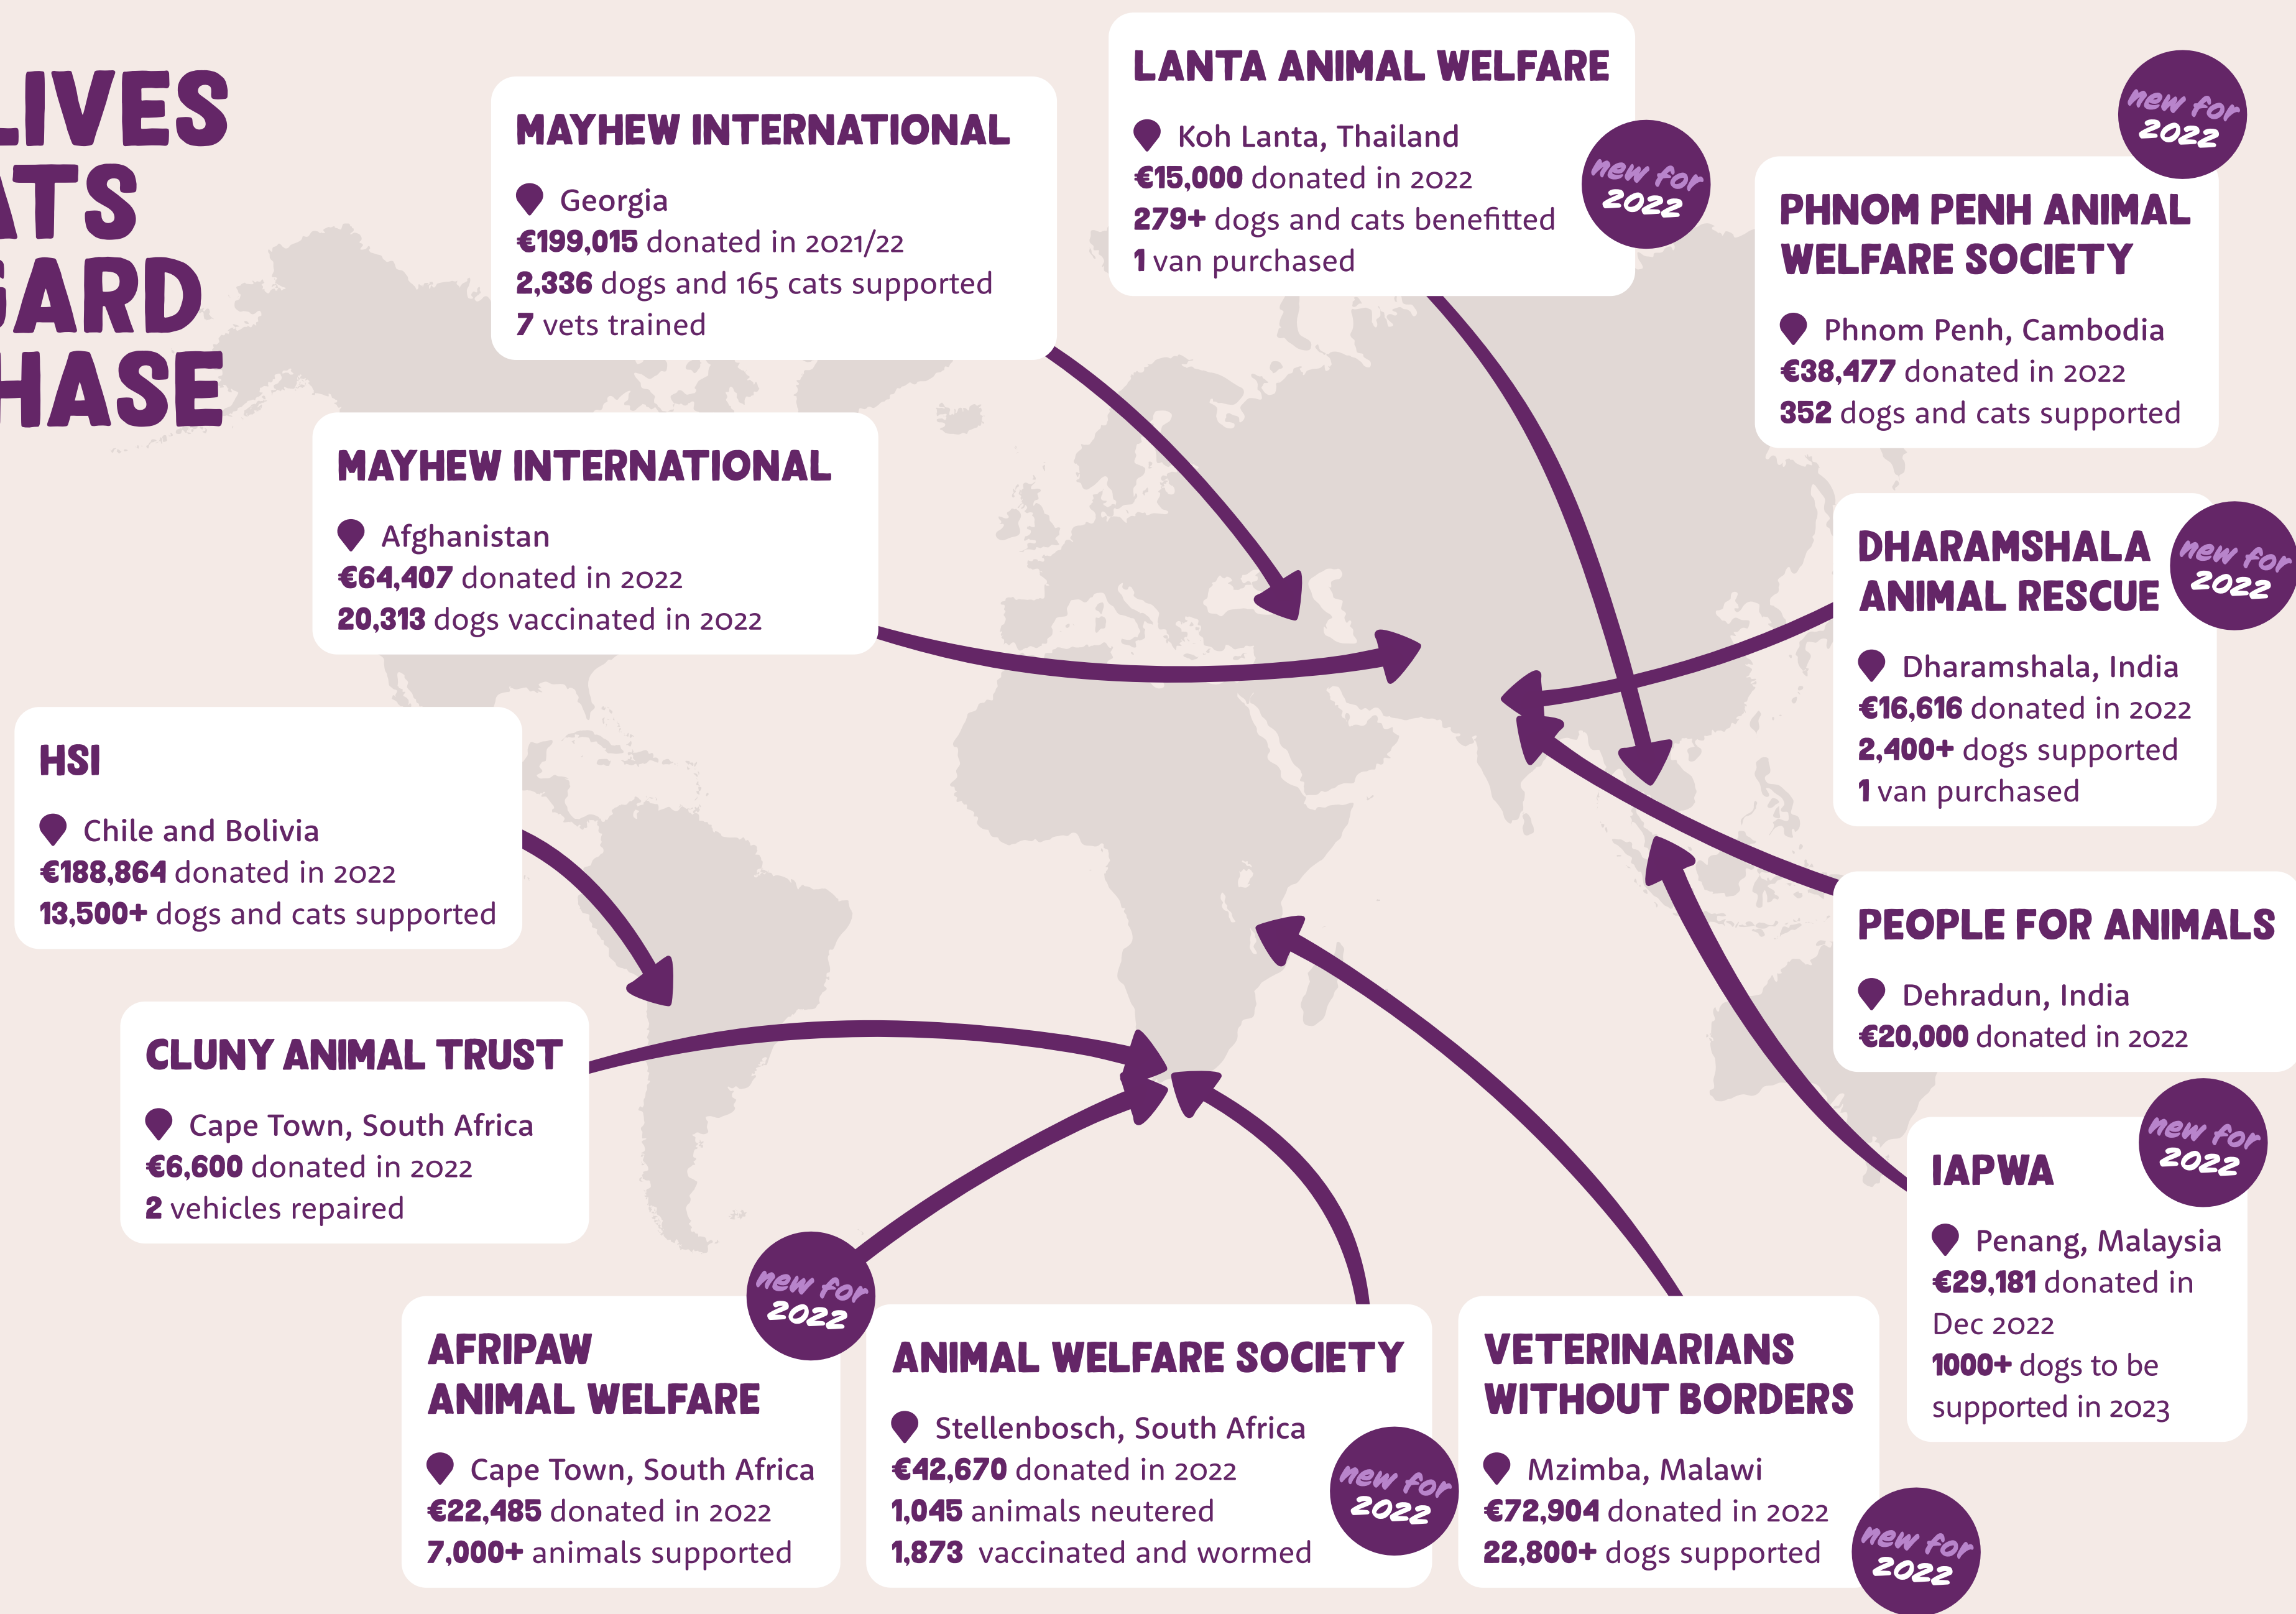 LIVES
ATS
GARD
HASE
MAYHEW INTERNATIONAL
Georgia
€199,015 donated in 2021/22
2,336 dogs and 165 cats supported
7 vets trained
LANTA ANIMAL WELFARE
Koh Lanta, Thailand
€15,000 donated in 2022
279+ dogs and cats benefitted
1 van purchased
new for
2022
PHNOM PENH ANIMAL
WELFARE SOCIETY
Phnom Penh, Cambodia
€38,477 donated in 2022
352 dogs and cats supported
new for
2022
MAYHEW INTERNATIONAL
Afghanistan
€64,407 donated in 2022
20,313 dogs vaccinated in 2022
DHARAMSHALA
ANIMAL RESCUE
Dharamshala, India
€16,616 donated in 2022
2,400+ dogs supported
1 van purchased
new for
2022
HSI
Chile and Bolivia
€188,864 donated in 2022
13,500+ dogs and cats supported
PEOPLE FOR ANIMALS
Dehradun, India
€20,000 donated in 2022
CLUNY ANIMAL TRUST
Cape Town, South Africa
€6,600 donated in 2022
2 vehicles repaired
IAPWA
Penang, Malaysia
€29,181 donated in
Dec 2022
1000+ dogs to be
supported in 2023
new for
2022
AFRIPAW
ANIMAL WELFARE
Cape Town, South Africa
€22,485 donated in 2022
7,000+ animals supported
new for
2022
ANIMAL WELFARE SOCIETY
Stellenbosch, South Africa
€42,670 donated in 2022
1,045 animals neutered
1,873 vaccinated and wormed
new for
2022
VETERINARIANS
WITHOUT BORDERS
Mzimba, Malawi
€72,904 donated in 2022
22,800+ dogs supported
new for
2022